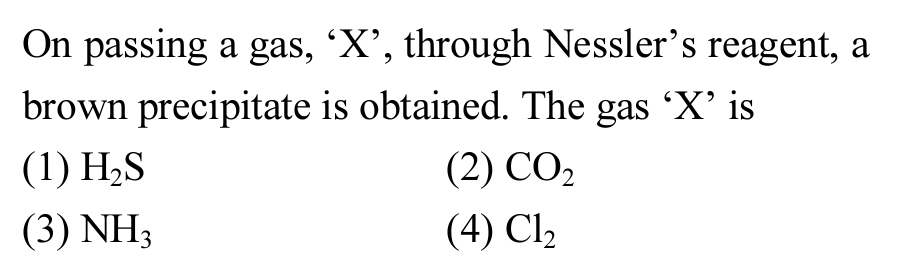 On passing a gas, ‘X’, through Nessler’s reagent, a
brown precipitate is obtained. The gas ‘X’ is
(1) H₂S (2) CO₂
(3) NH₃ (4) Cl₂